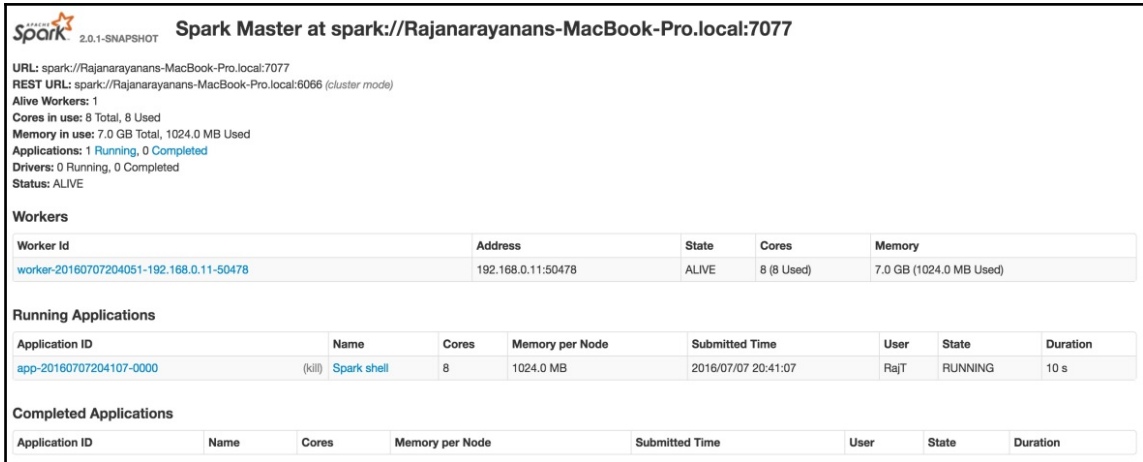 APACHE
Spark 2.0.1-SNAPSHOT Spark Master at spark://Rajanarayanans-MacBook-Pro.local:7077
URL: spark://Rajanarayanans-MacBook-Pro.local:7077
REST URL: spark://Rajanarayanans-MacBook-Pro.local:6066 (cluster mode)
Alive Workers: 1
Cores in use: 8 Total, 8 Used
Memory in use: 7.0 GB Total, 1024.0 MB Used
Applications: 1 Running, 0 Completed
Drivers: 0 Running, 0 Completed
Status: ALIVE
Workers
Worker Id Address State Cores Memory
worker-20160707204051-192.168.0.11-50478 192.168.0.11:50478 ALIVE 8 (8 Used) 7.0 GB (1024.0 MB Used)
Running Applications
Application ID Name Cores Memory per Node Submitted Time User State Duration
app-20160707204107-0000 (kill) Spark shell 8 1024.0 MB 2016/07/07 20:41:07 RajT RUNNING 10 s
Completed Applications
Application ID Name Cores Memory per Node Submitted Time User State Duration